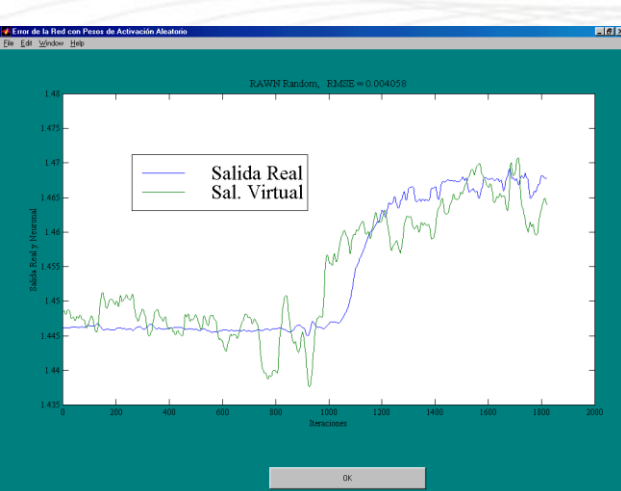 Error de la Red con Pesos de Activación Aleatorio
File Edit Window Help
RAWN Random, RMSE = 0.004058
1.48
1.475
1.47
1.465
1.46
1.455
1.45
1.445
1.44
1.435
Salida Real y Neuronal
Salida Real
Sal. Virtual
0 200 400 600 800 1000 1200 1400 1600 1800 2000
Iteraciones
OK